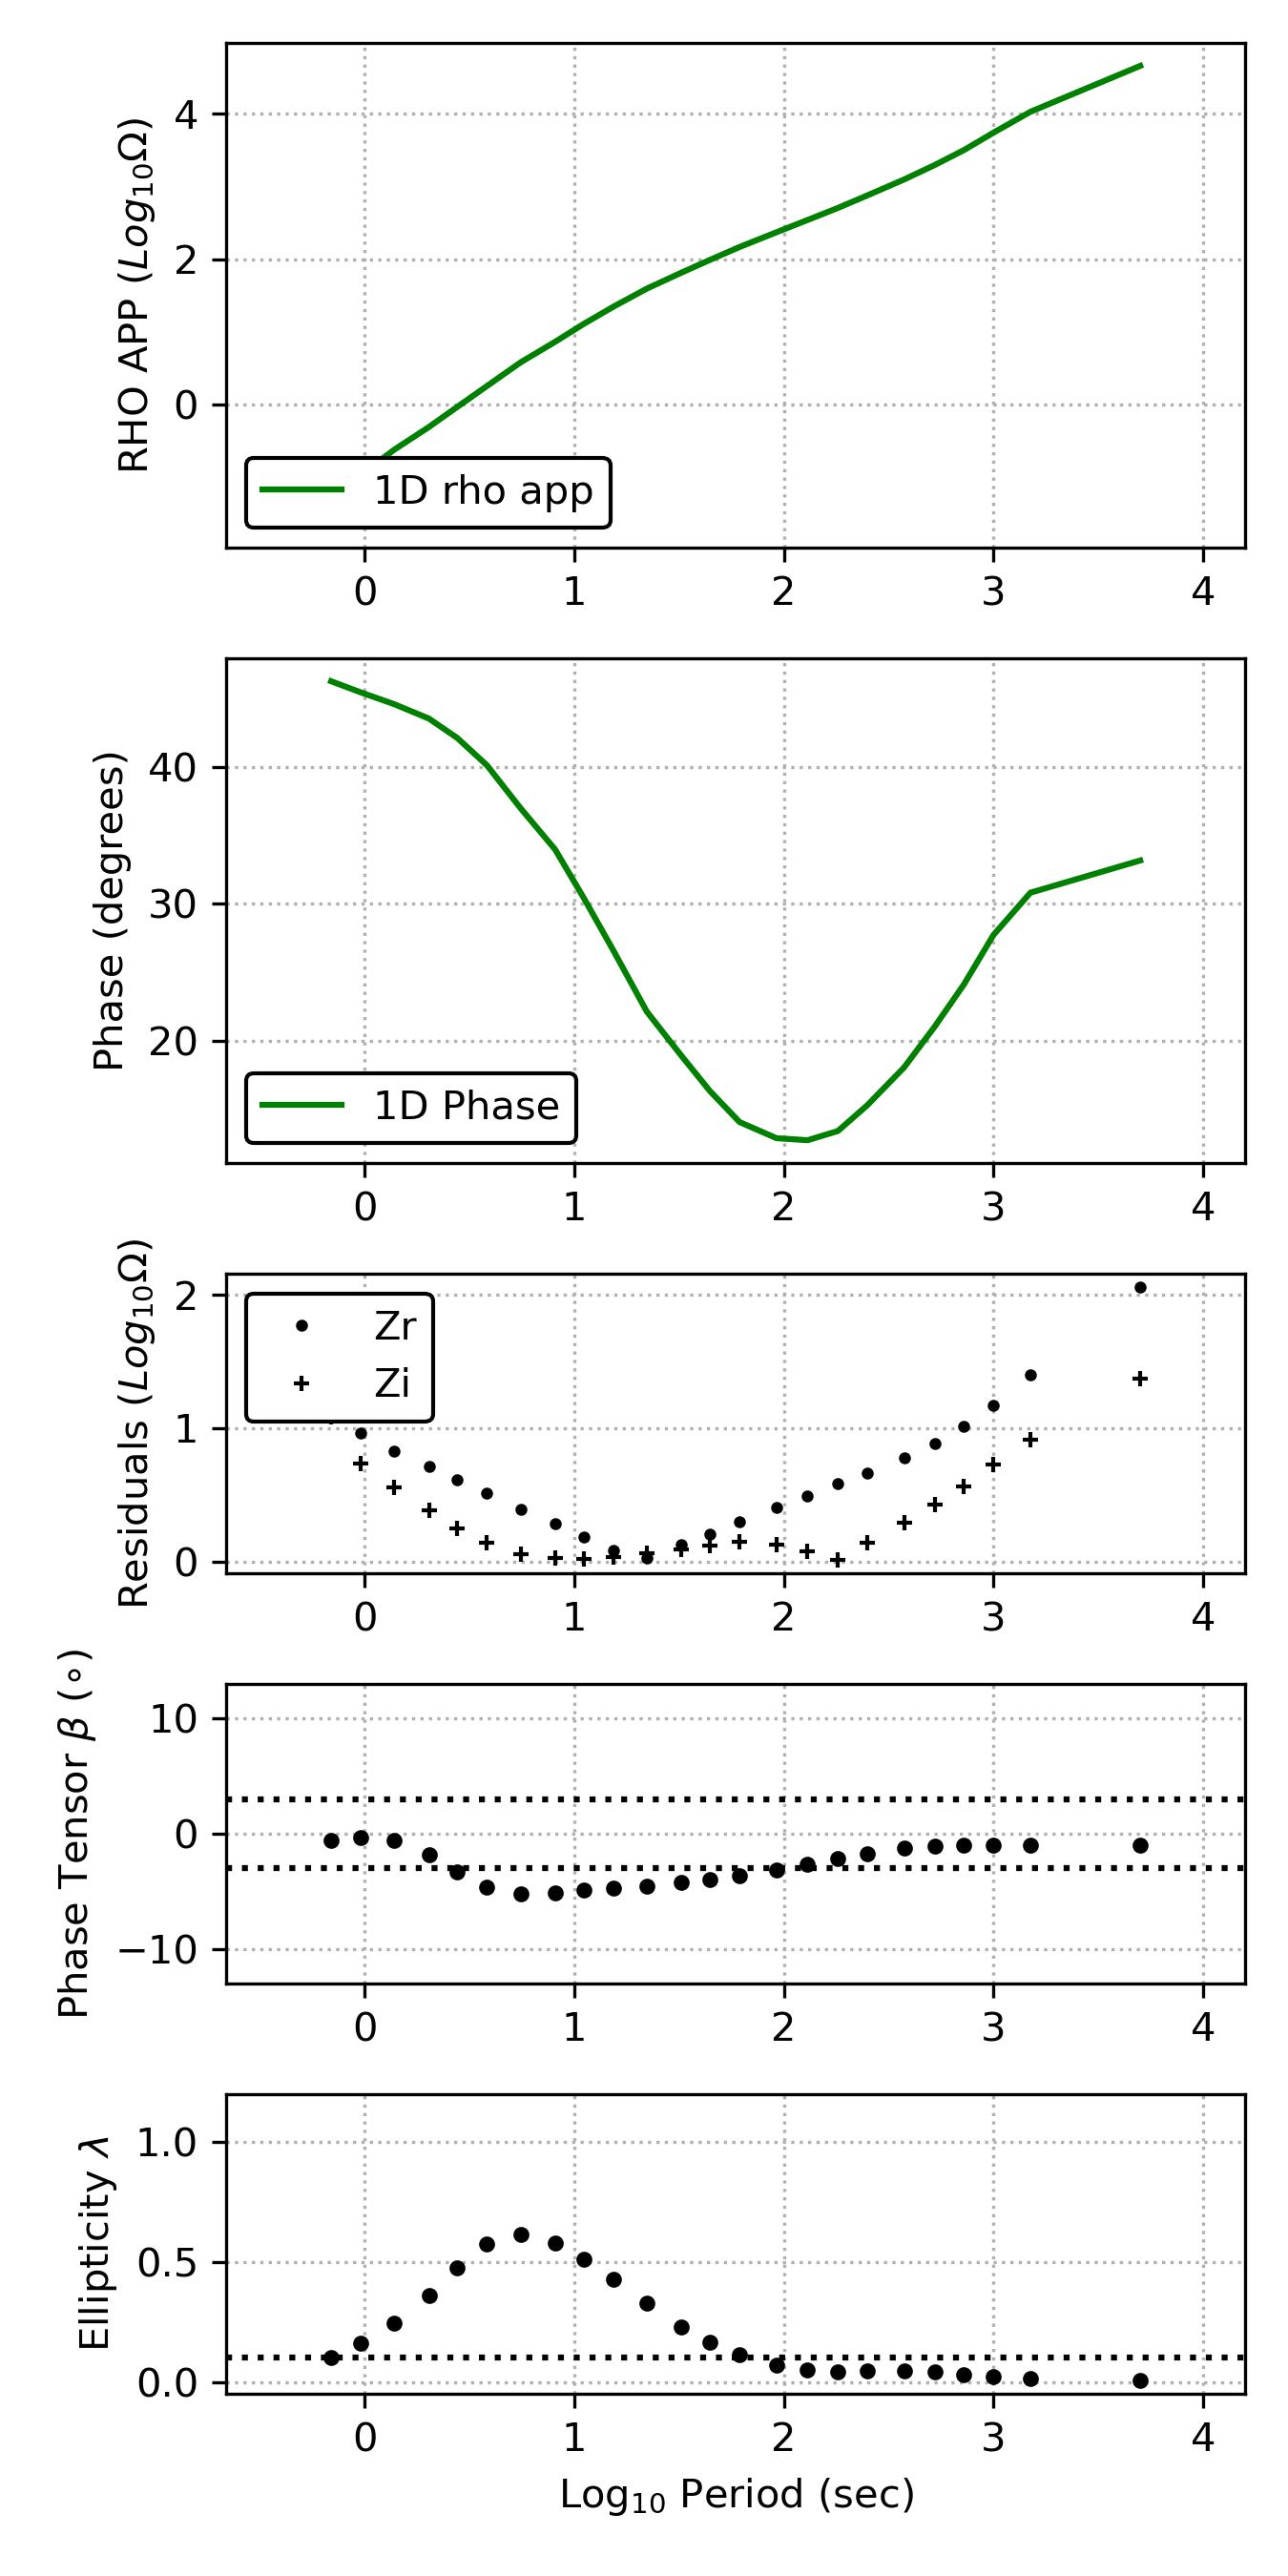 RHO APP (Log₁₀Ω)
4
2
0
1D rho app
0 1 2 3 4
Phase (degrees)
40
30
20
1D Phase
0 1 2 3 4
Residuals (Log₁₀Ω)
2
1
0
Zr
Zi
0 1 2 3 4
Phase Tensor β (∘)
10
0
−10
0 1 2 3 4
Ellipticity λ
1.0
0.5
0.0
0 1 2 3 4
Log₁₀ Period (sec)